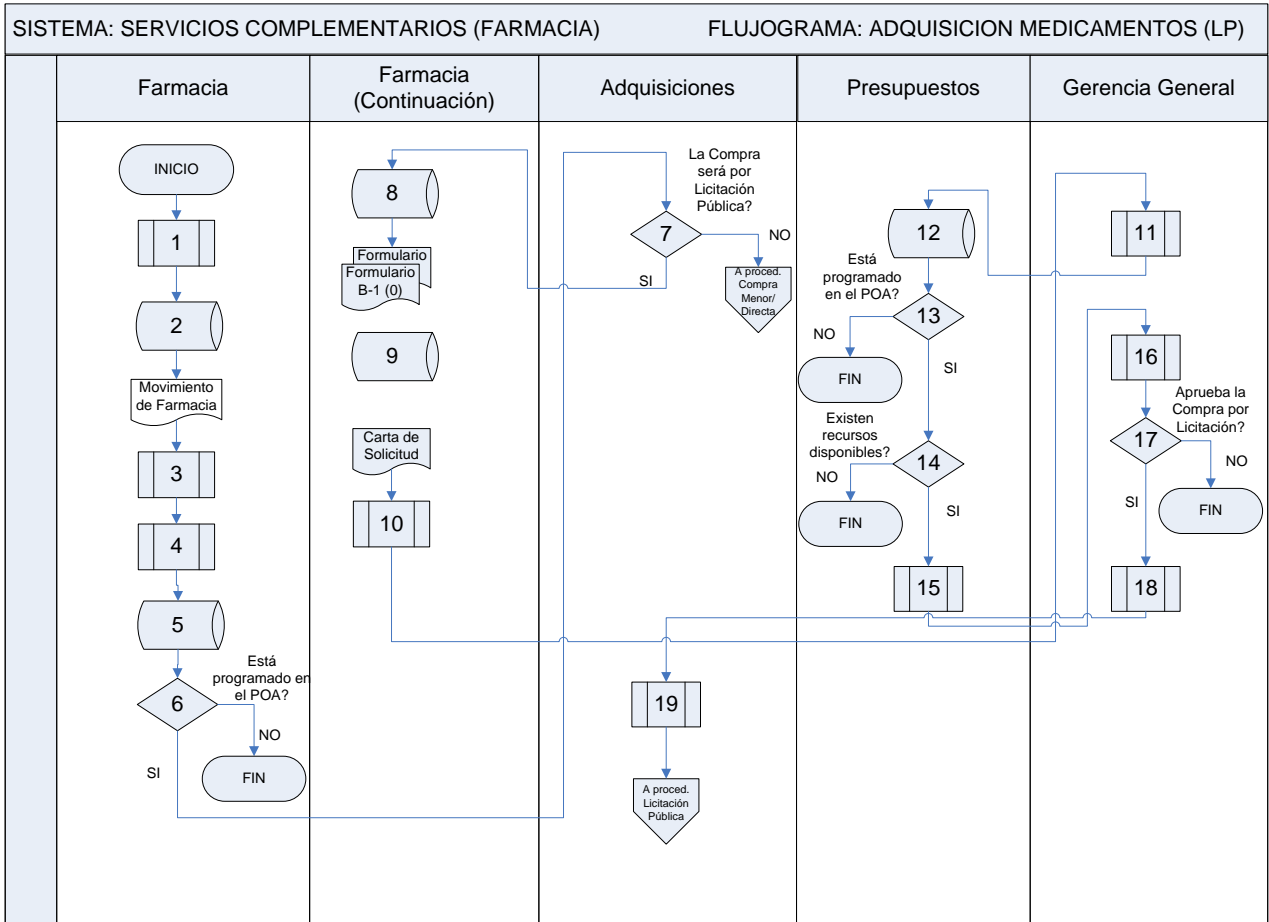 SISTEMA: SERVICIOS COMPLEMENTARIOS (FARMACIA)
FLUJOGRAMA: ADQUISICION MEDICAMENTOS (LP)
Farmacia
Farmacia
(Continuación)
Adquisiciones
Presupuestos
Gerencia General
INICIO
1
2
Movimiento
de Farmacia
3
4
5
Está
programado en
el POA?
6
NO
SI
FIN
8
Formulario
Formulario
B-1 (0)
9
Carta de
Solicitud
10
La Compra
será por
Licitación
Pública?
7
NO
SI
A proced.
Compra
Menor/
Directa
19
A proced.
Licitación
Pública
12
Está
programado
en el POA?
13
NO
SI
FIN
Existen
recursos
disponibles?
14
NO
SI
FIN
15
11
16
Aprueba la
Compra por
Licitación?
17
NO
SI
FIN
18